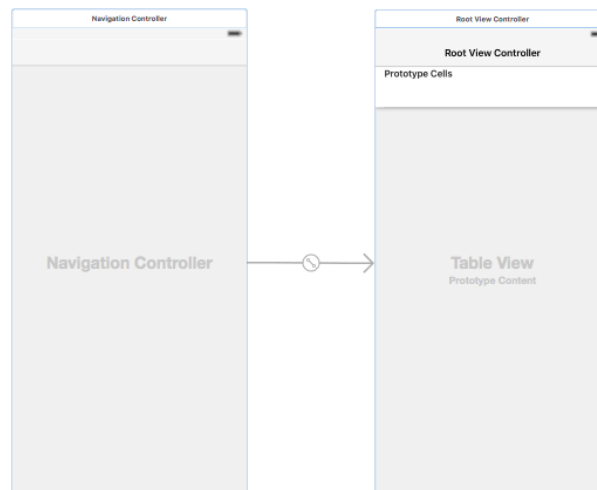 Navigation Controller
Root View Controller
Root View Controller
Prototype Cells
Navigation Controller
Table View
Prototype Content